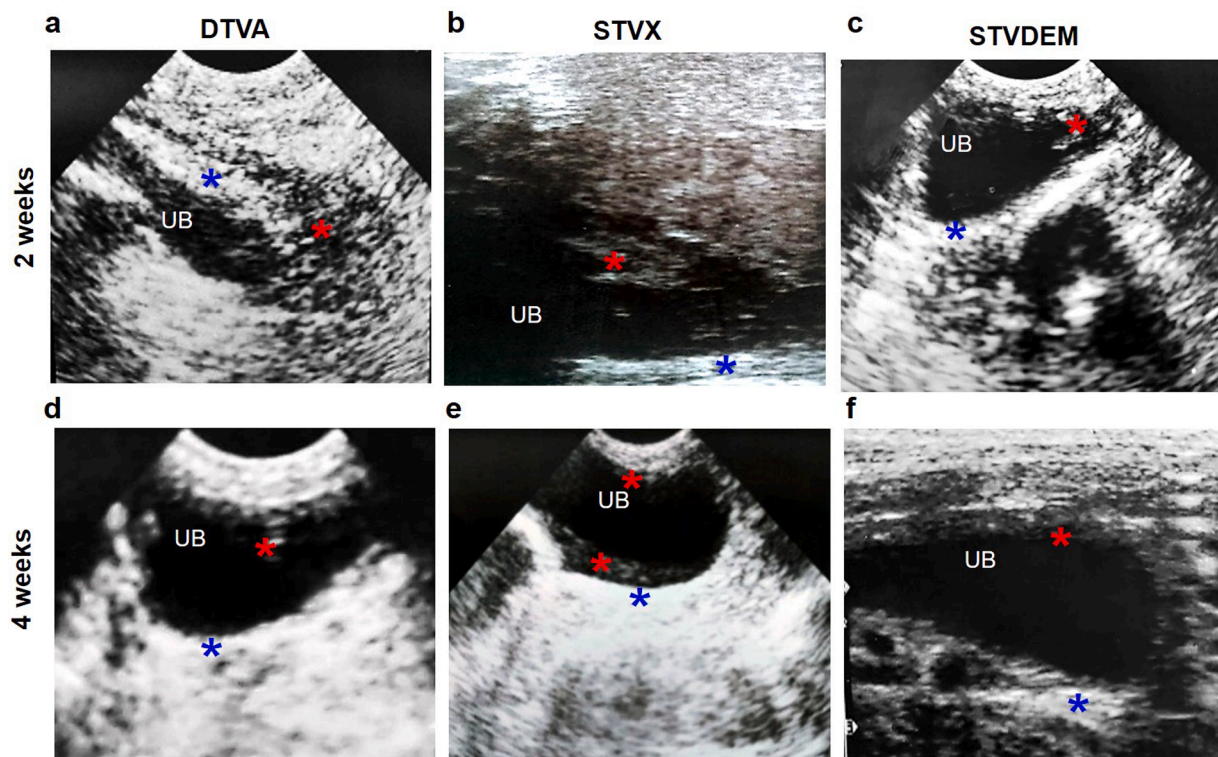 a DTVA b STVX c STVDEM
2 weeks
* UB *
* UB *
UB * *
d e f
4 weeks
UB * *
* UB * *
UB * *